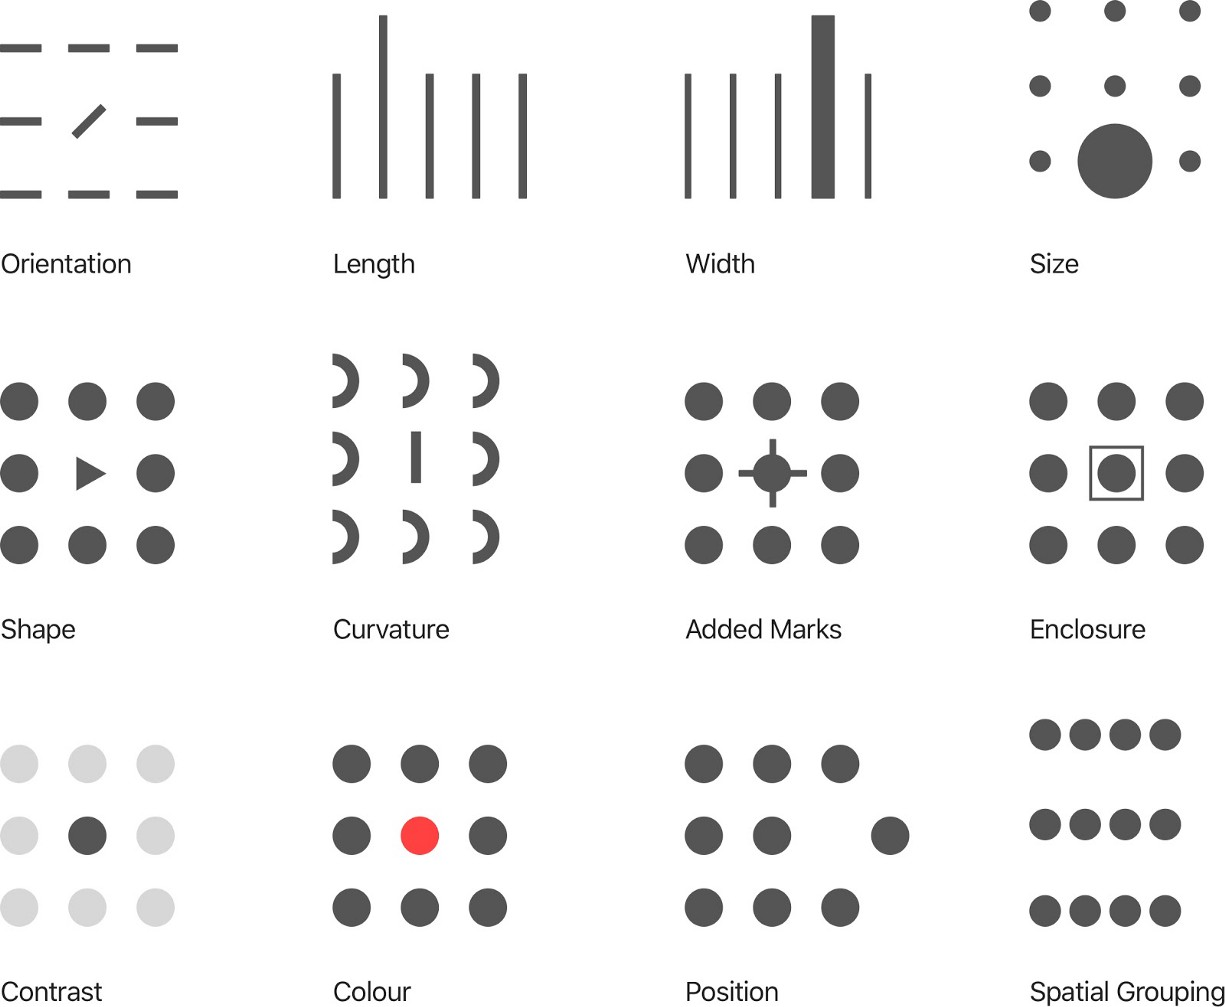 Orientation
Length
Width
Size
Shape
Curvature
Added Marks
Enclosure
Contrast
Colour
Position
Spatial Grouping